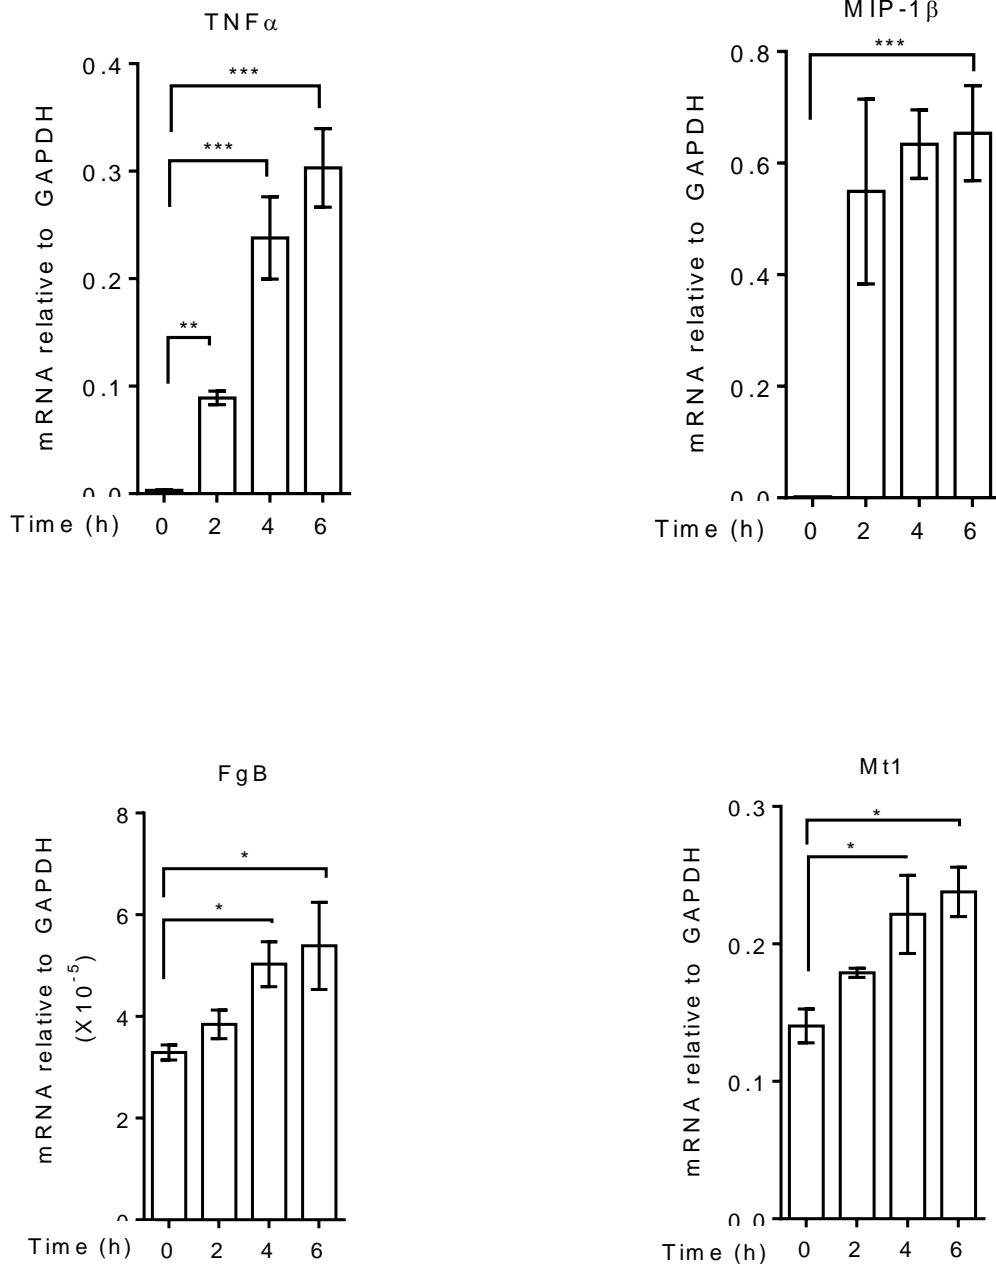 TNFα
mRNA relative to GAPDH
0.4
0.3
0.2
0.1
0.0
***
***
**
Time (h) 0 2 4 6
MIP-1β
mRNA relative to GAPDH
0.8
0.6
0.4
0.2
0.0
***
Time (h) 0 2 4 6
FgB
mRNA relative to GAPDH
(X10⁻⁵)
8
6
4
2
0
*
*
Time (h) 0 2 4 6
Mt1
mRNA relative to GAPDH
0.3
0.2
0.1
0.0
*
*
Time (h) 0 2 4 6